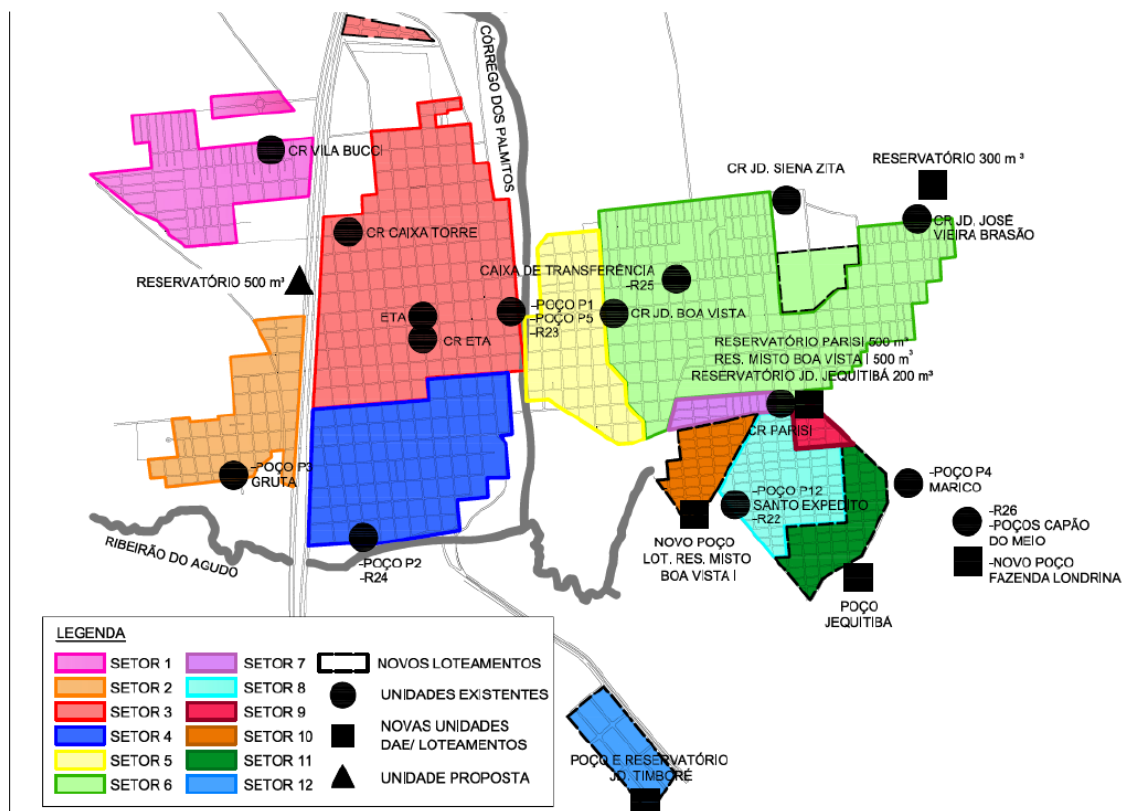 CÓRREGO DOS PALMITOS
CR VILA BUCCI
CR CAIXA TORRE
RESERVATÓRIO 500 m³
ETA
CR ETA
-POÇO P1
-POÇO P5
-R23
CAIXA DE TRANSFERÊNCIA
-R25
CR JD. BOA VISTA
CR JD. SIENA ZITA
RESERVATÓRIO 300 m³
CR JD. JOSÉ
VIEIRA BRASÃO
RESERVATÓRIO PARISI 500 m³
RES. MISTO BOA VISTA I 500 m³
RESERVATÓRIO JD. JEQUITIBÁ 200 m³
CR PARISI
-POÇO P3
GRUTA
-POÇO P12
SANTO EXPEDITO
-R22
-POÇO P4
MARICO
-R26
-POÇOS CAPÃO
DO MEIO
-NOVO POÇO
FAZENDA LONDRINA
RIBEIRÃO DO AGUDO
-POÇO P2
-R24
NOVO POÇO
LOT. RES. MISTO
BOA VISTA I
POÇO
JEQUITIBÁ
POÇO E RESERVATÓRIO
JD. TIMBORÉ
LEGENDA
SETOR 1
SETOR 2
SETOR 3
SETOR 4
SETOR 5
SETOR 6
SETOR 7
SETOR 8
SETOR 9
SETOR 10
SETOR 11
SETOR 12
NOVOS LOTEAMENTOS
UNIDADES EXISTENTES
NOVAS UNIDADES
DAE/ LOTEAMENTOS
UNIDADE PROPOSTA